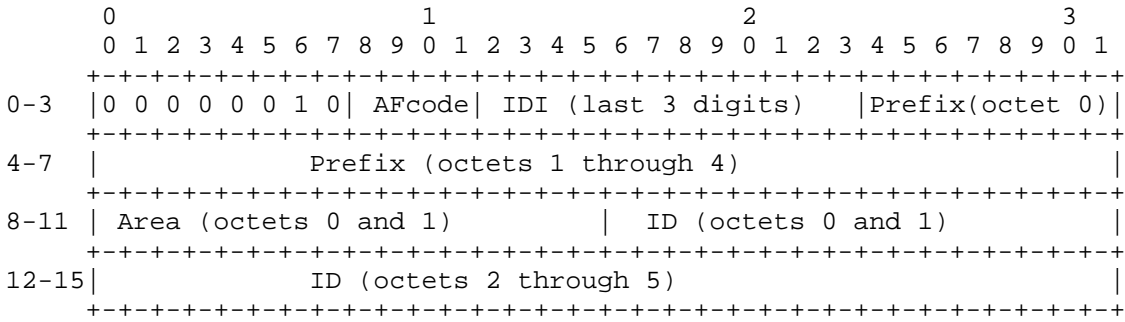 0                   1                   2                   3
0 1 2 3 4 5 6 7 8 9 0 1 2 3 4 5 6 7 8 9 0 1 2 3 4 5 6 7 8 9 0 1
+-+-+-+-+-+-+-+-+-+-+-+-+-+-+-+-+-+-+-+-+-+-+-+-+-+-+-+-+-+-+-+-+
0-3  |0 0 0 0 0 0 1 0| AFcode| IDI (last 3 digits)   |Prefix(octet 0)|
+-+-+-+-+-+-+-+-+-+-+-+-+-+-+-+-+-+-+-+-+-+-+-+-+-+-+-+-+-+-+-+-+
4-7  |             Prefix (octets 1 through 4)                       |
+-+-+-+-+-+-+-+-+-+-+-+-+-+-+-+-+-+-+-+-+-+-+-+-+-+-+-+-+-+-+-+-+
8-11 | Area (octets 0 and 1)         |  ID (octets 0 and 1)          |
+-+-+-+-+-+-+-+-+-+-+-+-+-+-+-+-+-+-+-+-+-+-+-+-+-+-+-+-+-+-+-+-+
12-15|             ID (octets 2 through 5)                           |
+-+-+-+-+-+-+-+-+-+-+-+-+-+-+-+-+-+-+-+-+-+-+-+-+-+-+-+-+-+-+-+-+